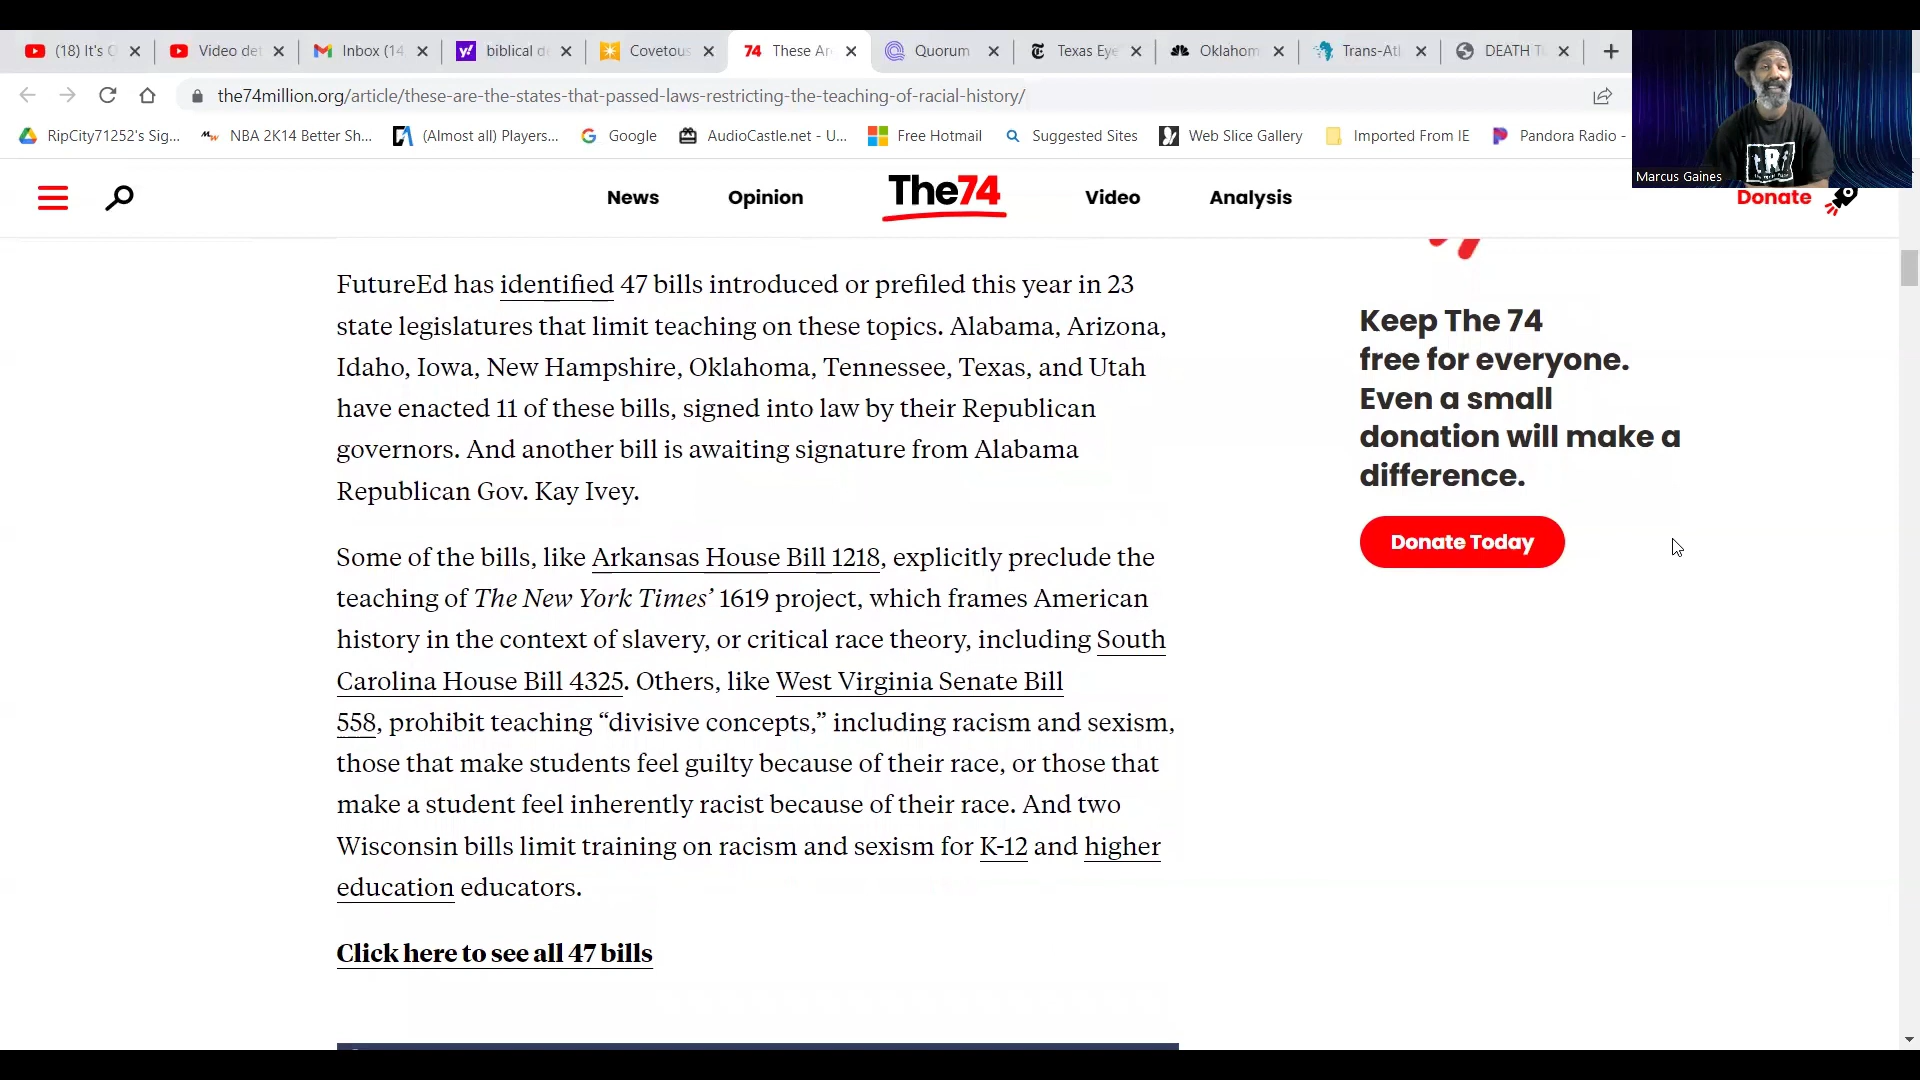 (18) It's
Video det
Inbox (14
biblical d
Covetous
74 These Ar
Quorum
Texas Eye
Oklahom
Trans-Atl
DEATH T
the74million.org/article/these-are-the-states-that-passed-laws-restricting-the-teaching-of-racial-history/
RipCity71252's Sig...
NBA 2K14 Better Sh...
(Almost all) Players...
Google
AudioCastle.net - U...
Free Hotmail
Suggested Sites
Web Slice Gallery
Imported From IE
Pandora Radio -
Marcus Gaines
tRf
News
Opinion
The74
Video
Analysis
Donate
FutureEd has identified 47 bills introduced or prefiled this year in 23
state legislatures that limit teaching on these topics. Alabama, Arizona,
Idaho, Iowa, New Hampshire, Oklahoma, Tennessee, Texas, and Utah
have enacted 11 of these bills, signed into law by their Republican
governors. And another bill is awaiting signature from Alabama
Republican Gov. Kay Ivey.
Some of the bills, like Arkansas House Bill 1218, explicitly preclude the
teaching of The New York Times’ 1619 project, which frames American
history in the context of slavery, or critical race theory, including South
Carolina House Bill 4325. Others, like West Virginia Senate Bill
558, prohibit teaching “divisive concepts,” including racism and sexism,
those that make students feel guilty because of their race, or those that
make a student feel inherently racist because of their race. And two
Wisconsin bills limit training on racism and sexism for K-12 and higher
education educators.
Click here to see all 47 bills
Keep The 74
free for everyone.
Even a small
donation will make a
difference.
Donate Today